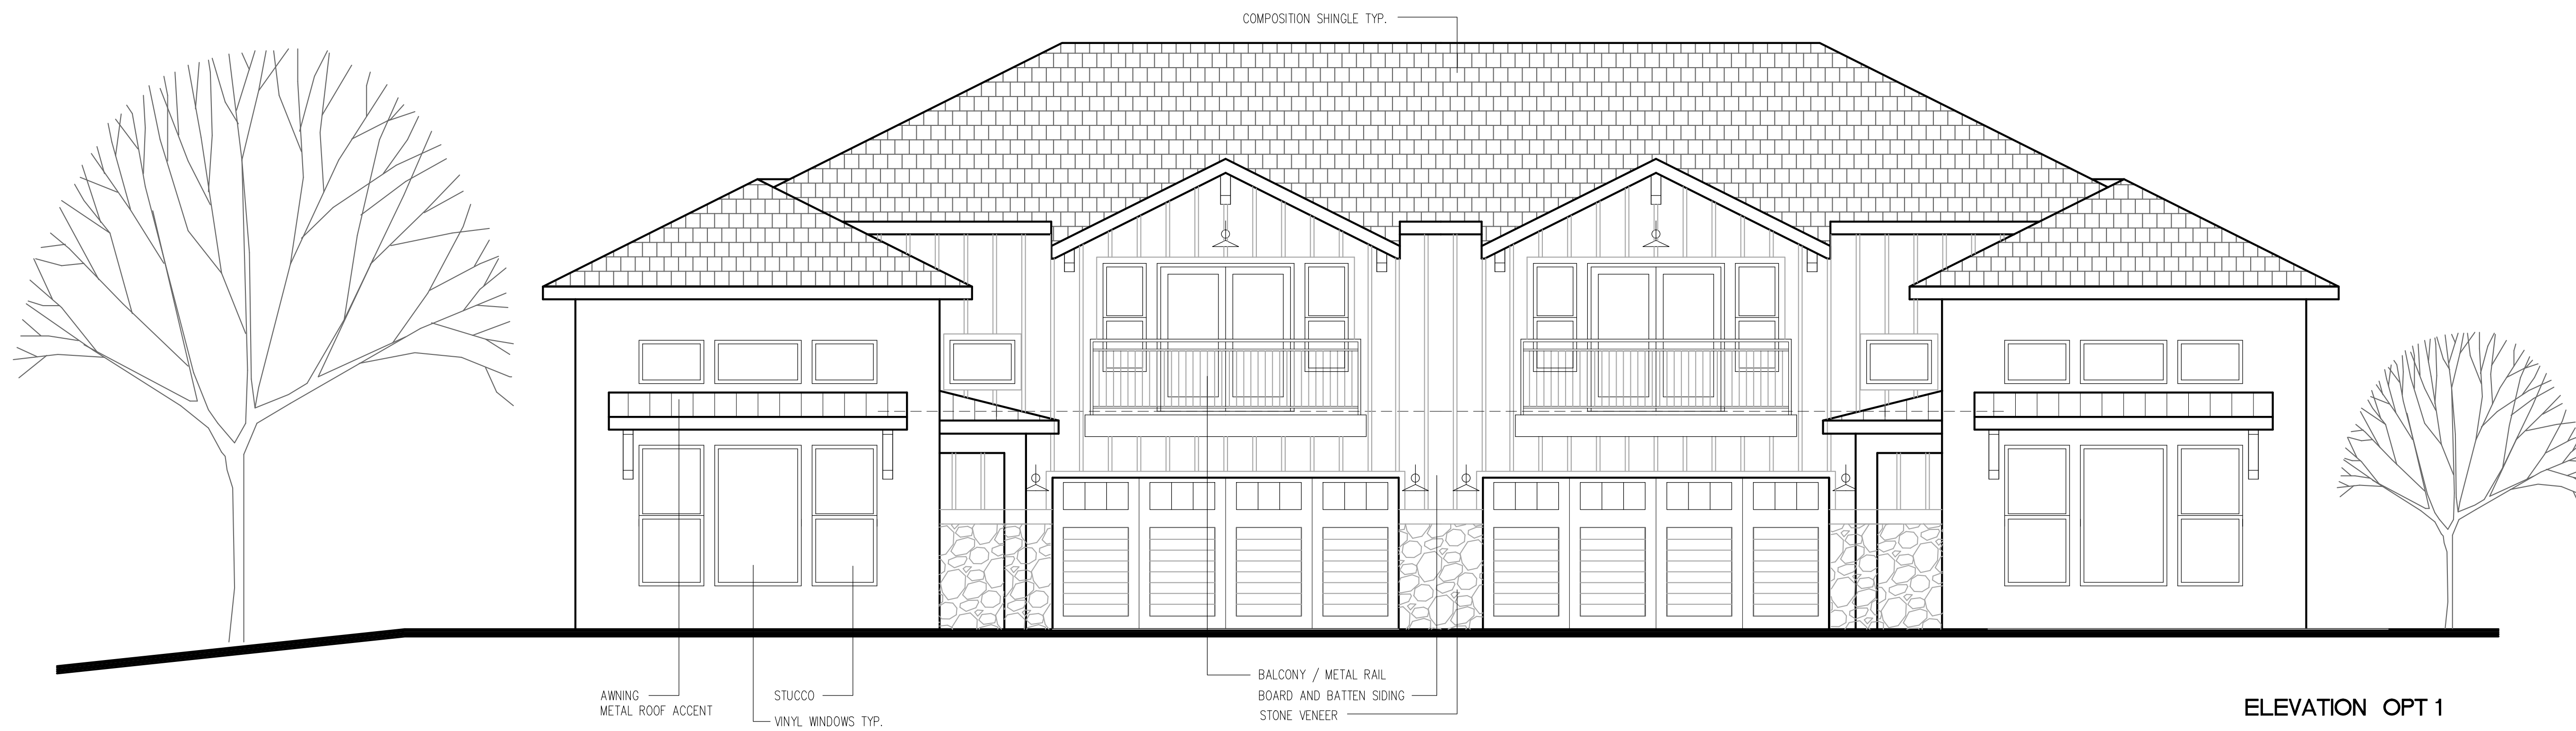 COMPOSITION SHINGLE TYP.
BALCONY / METAL RAIL
AWNING
METAL ROOF ACCENT
STUCCO
VINYL WINDOWS TYP.
BOARD AND BATTEN SIDING
STONE VENEER
ELEVATION OPT 1